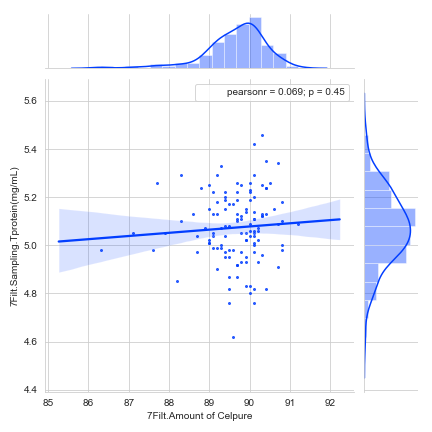 pearsonr = 0.069; p = 0.45
5.6
5.4
5.2
5.0
4.8
4.6
4.4
7Filt.Sampling.Tprotein(mg/mL)
85 86 87 88 89 90 91 92
7Filt.Amount of Celpure